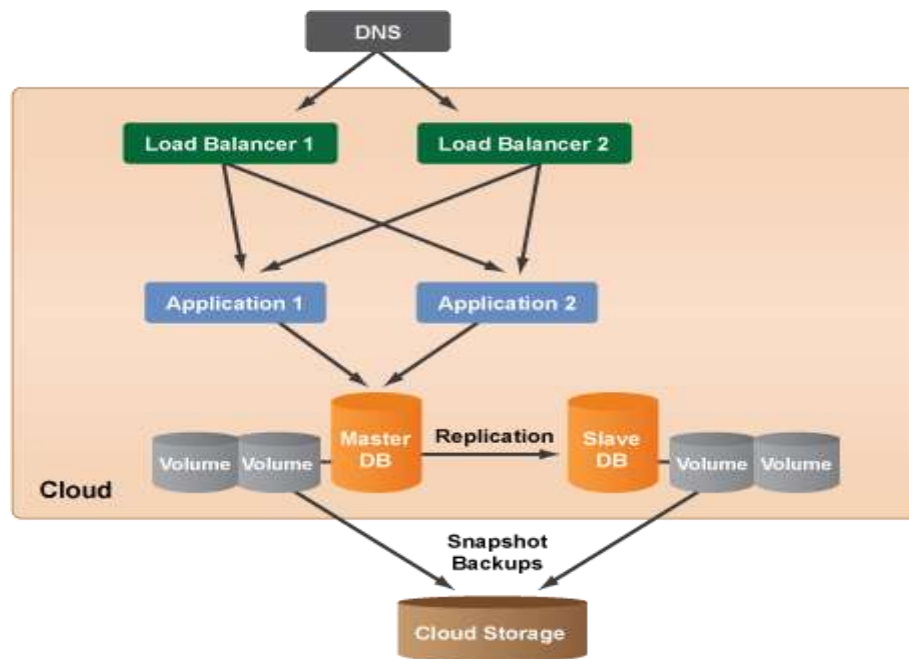 DNS
Load Balancer 1
Load Balancer 2
Application 1
Application 2
Master
DB
Replication
Slave
DB
Volume
Volume
Volume
Volume
Cloud
Snapshot
Backups
Cloud Storage